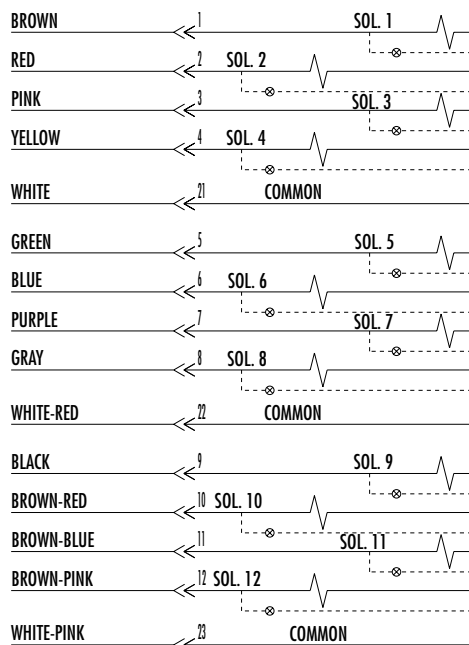 BROWN 1 SOL. 1
RED 2 SOL. 2
PINK 3 SOL. 3
YELLOW 4 SOL. 4
WHITE 21 COMMON
GREEN 5 SOL. 5
BLUE 6 SOL. 6
PURPLE 7 SOL. 7
GRAY 8 SOL. 8
WHITE-RED 22 COMMON
BLACK 9 SOL. 9
BROWN-RED 10 SOL. 10
BROWN-BLUE 11 SOL. 11
BROWN-PINK 12 SOL. 12
WHITE-PINK 23 COMMON